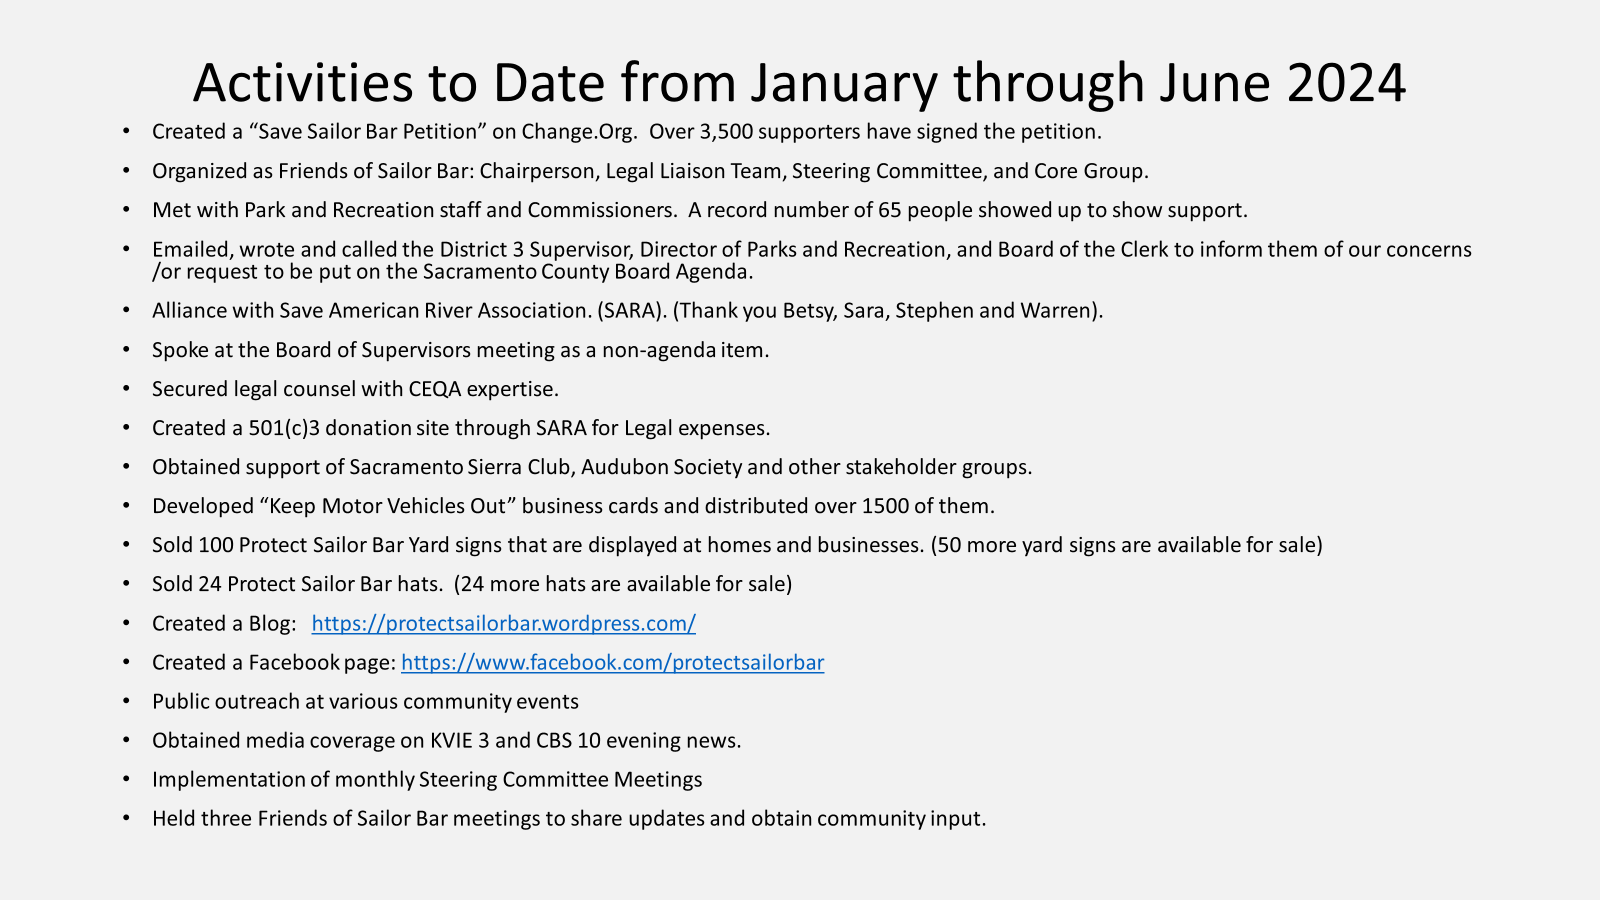 Activities to Date from January through June 2024
• Created a “Save Sailor Bar Petition” on Change.Org.  Over 3,500 supporters have signed the petition.
• Organized as Friends of Sailor Bar: Chairperson, Legal Liaison Team, Steering Committee, and Core Group.
• Met with Park and Recreation staff and Commissioners.  A record number of 65 people showed up to show support.
• Emailed, wrote and called the District 3 Supervisor, Director of Parks and Recreation, and Board of the Clerk to inform them of our concerns
/or request to be put on the Sacramento County Board Agenda.
• Alliance with Save American River Association. (SARA). (Thank you Betsy, Sara, Stephen and Warren).
• Spoke at the Board of Supervisors meeting as a non-agenda item.
• Secured legal counsel with CEQA expertise.
• Created a 501(c)3 donation site through SARA for Legal expenses.
• Obtained support of Sacramento Sierra Club, Audubon Society and other stakeholder groups.
• Developed “Keep Motor Vehicles Out” business cards and distributed over 1500 of them.
• Sold 100 Protect Sailor Bar Yard signs that are displayed at homes and businesses. (50 more yard signs are available for sale)
• Sold 24 Protect Sailor Bar hats.  (24 more hats are available for sale)
• Created a Blog:   https://protectsailorbar.wordpress.com/
• Created a Facebook page: https://www.facebook.com/protectsailorbar
• Public outreach at various community events
• Obtained media coverage on KVIE 3 and CBS 10 evening news.
• Implementation of monthly Steering Committee Meetings
• Held three Friends of Sailor Bar meetings to share updates and obtain community input.